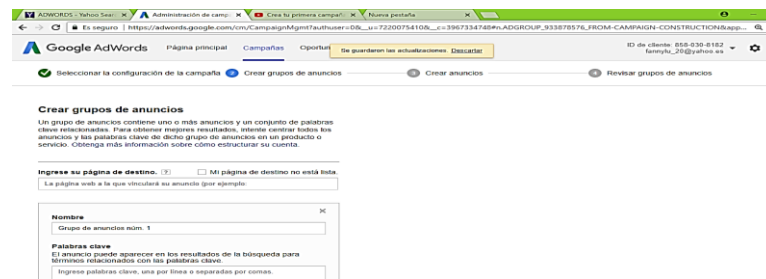 ADWORDS - Yahoo Sear
Administración de camp
Crea tu primera campañ
Nueva pestaña
Es seguro | https://adwords.google.com/cm/CampaignMgmt?authuser=0&__u=7220075410&__c=3967334748#n.ADGROUP_933878576_FROM-CAMPAIGN-CONSTRUCTION&app...
Google AdWords Página principal Campañas Oportun
Se guardaron las actualizaciones. Descartar
ID de cliente: 850-030-8182
fannylu_20@yahoo.es
Seleccionar la configuración de la campaña 2 Crear grupos de anuncios 3 Crear anuncios 4 Revisar grupos de anuncios
Crear grupos de anuncios
Un grupo de anuncios contiene uno o más anuncios y un conjunto de palabras
clave relacionadas. Para obtener mejores resultados, intente centrar todos los
anuncios y las palabras clave de dicho grupo de anuncios en un producto o
servicio. Obtenga más información sobre cómo estructurar su cuenta.
Ingrese su página de destino. [?] Mi página de destino no está lista.
La página web a la que vinculará su anuncio (por ejemplo:
Nombre
Grupo de anuncios núm. 1
Palabras clave
El anuncio puede aparecer en los resultados de la búsqueda para
términos relacionados con las palabras clave.
Ingrese palabras clave, una por línea o separadas por comas.